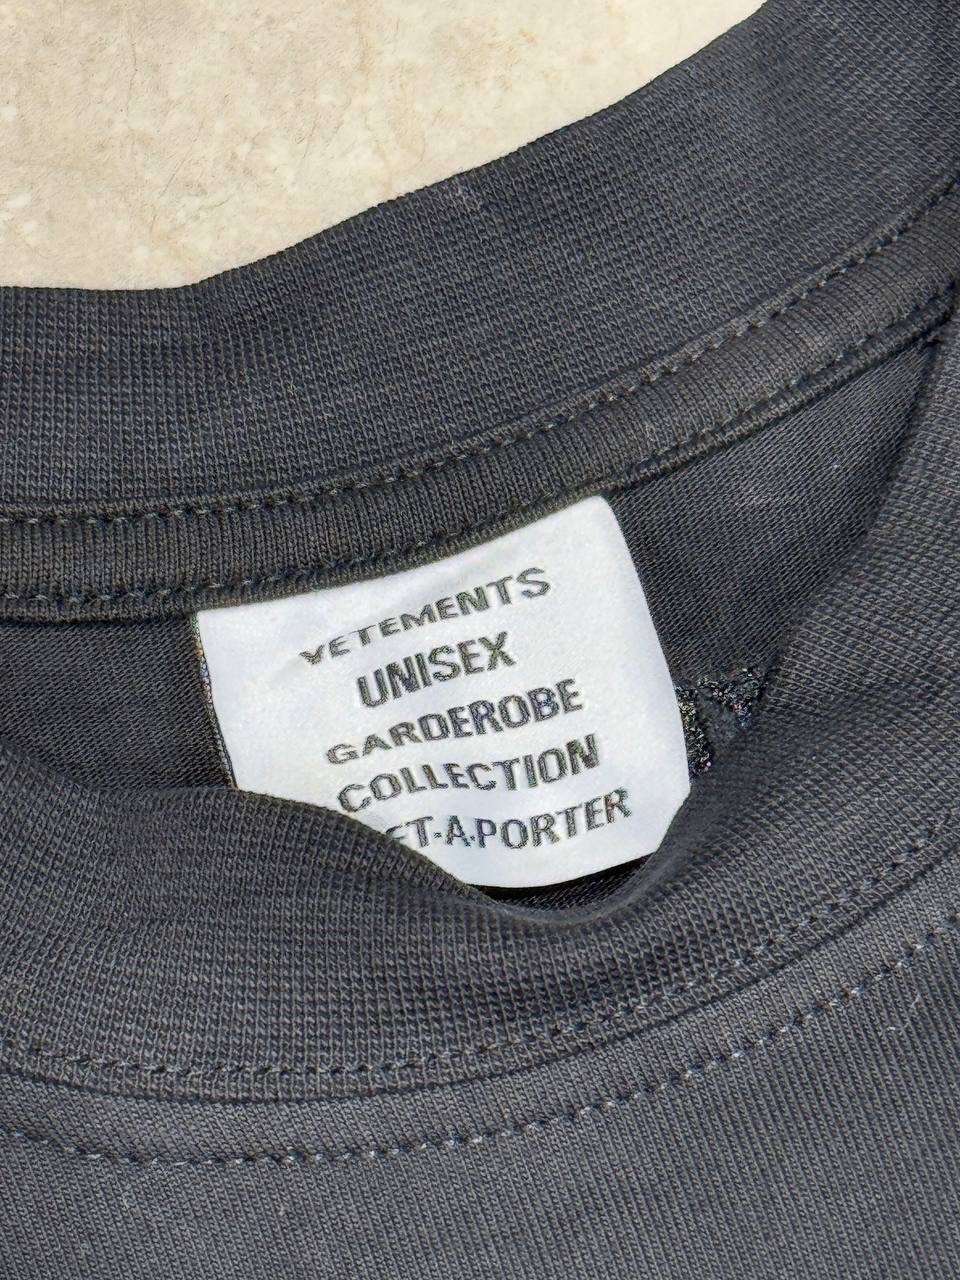 VETEMENTS
UNISEX
GARDEROBE
COLLECTION
ET-A-PORTER